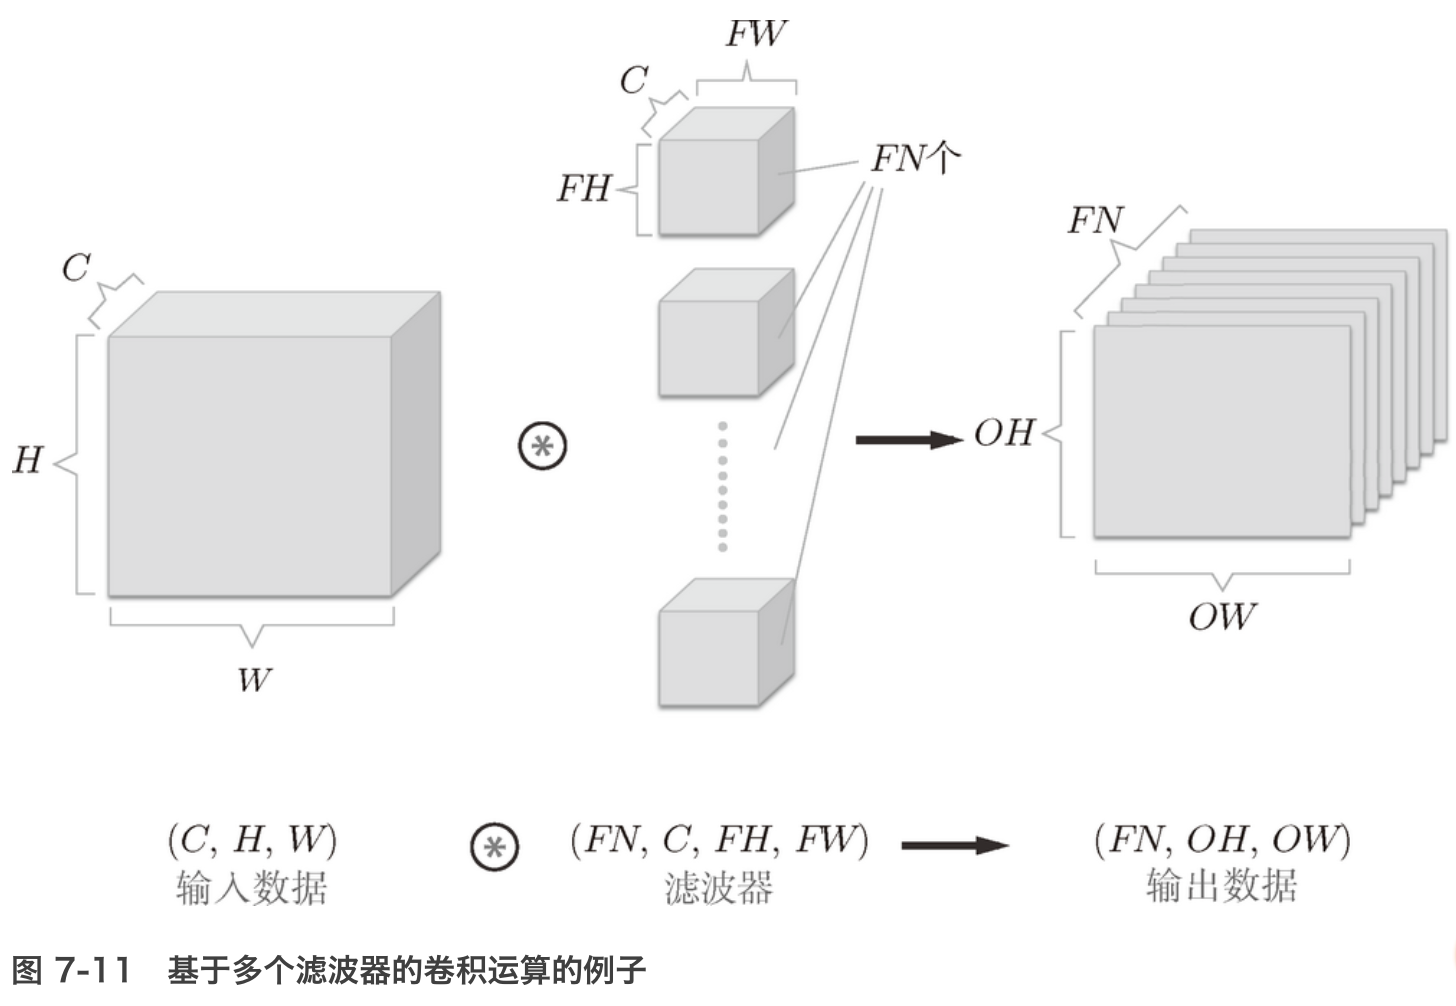 FW
C
FH
FN个
C
H
W
FN
OH
OW
(C, H, W)
(FN, C, FH, FW)
(FN, OH, OW)
输入数据
滤波器
输出数据
图 7-11 基于多个滤波器的卷积运算的例子